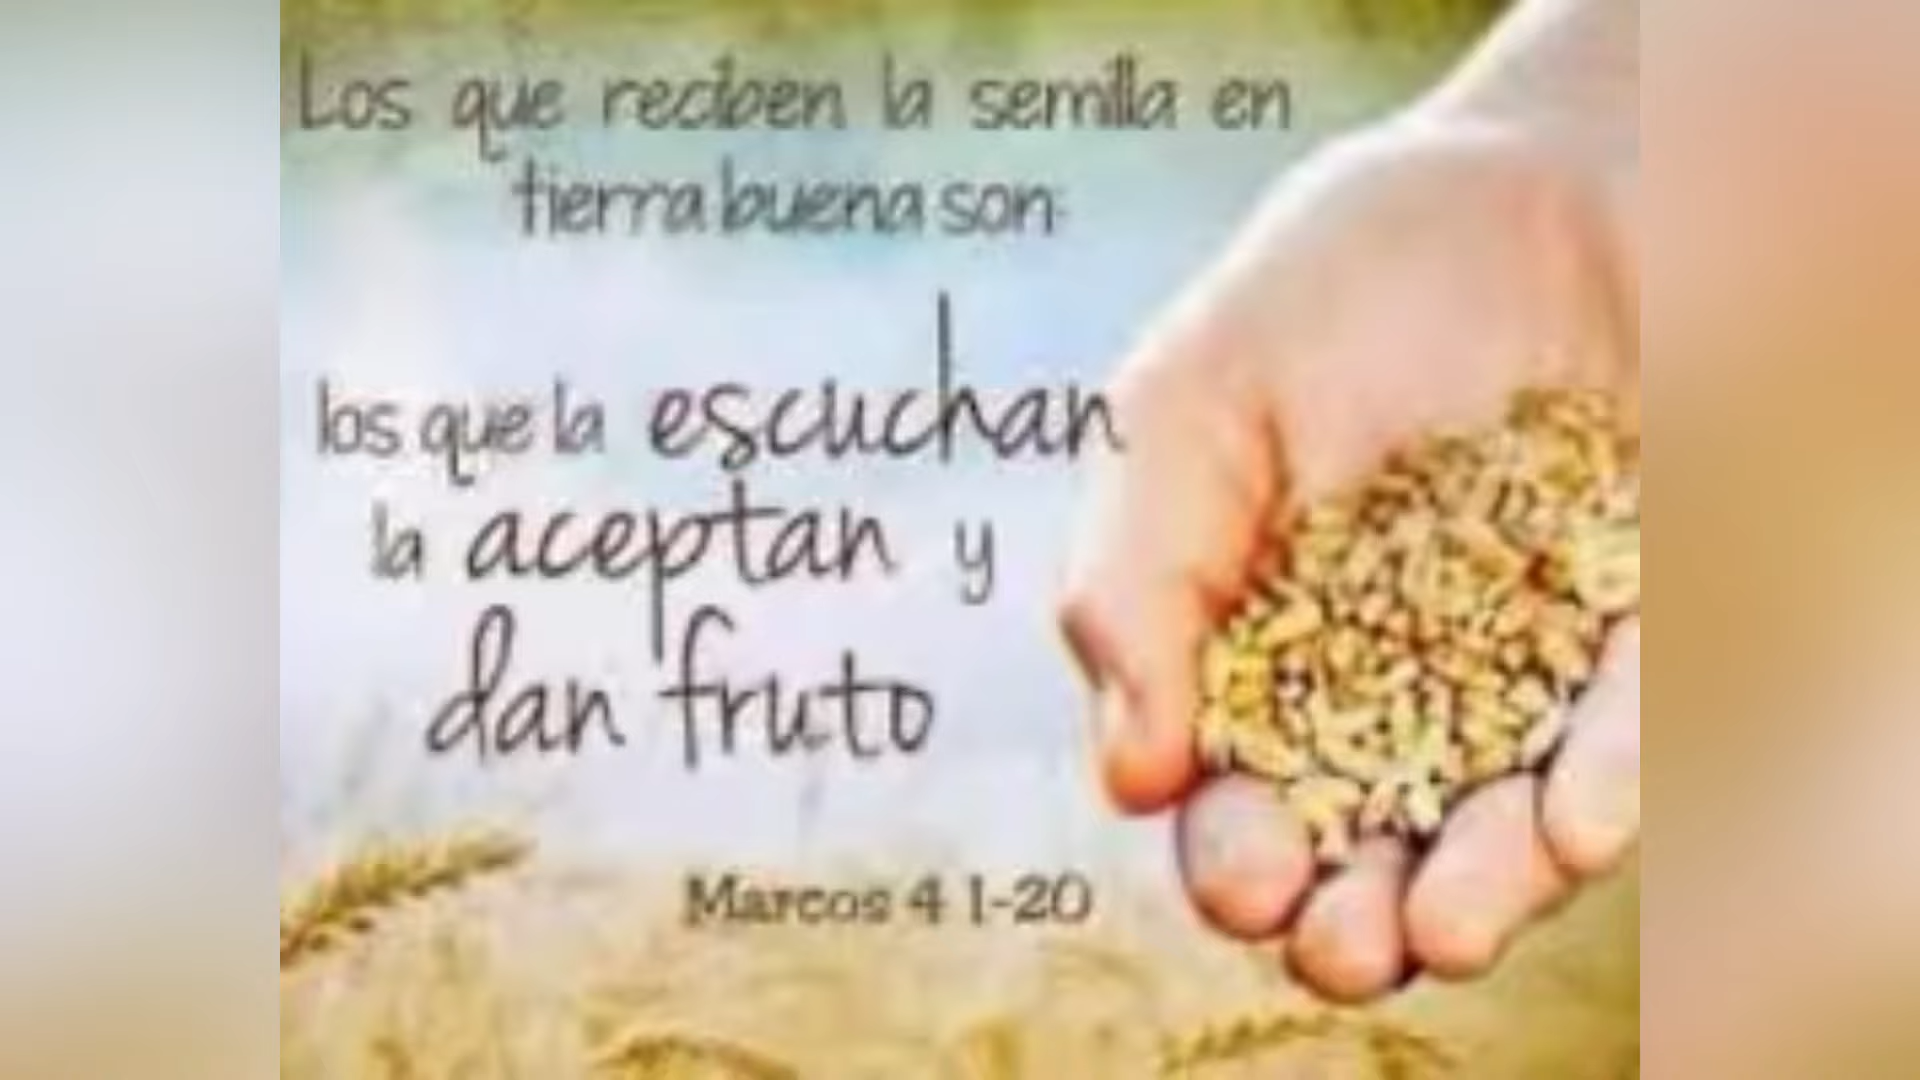 Los que reciben la semilla en
tierra buena son:
los que la escuchan
la aceptan y
dan fruto
Marcos 4 1-20